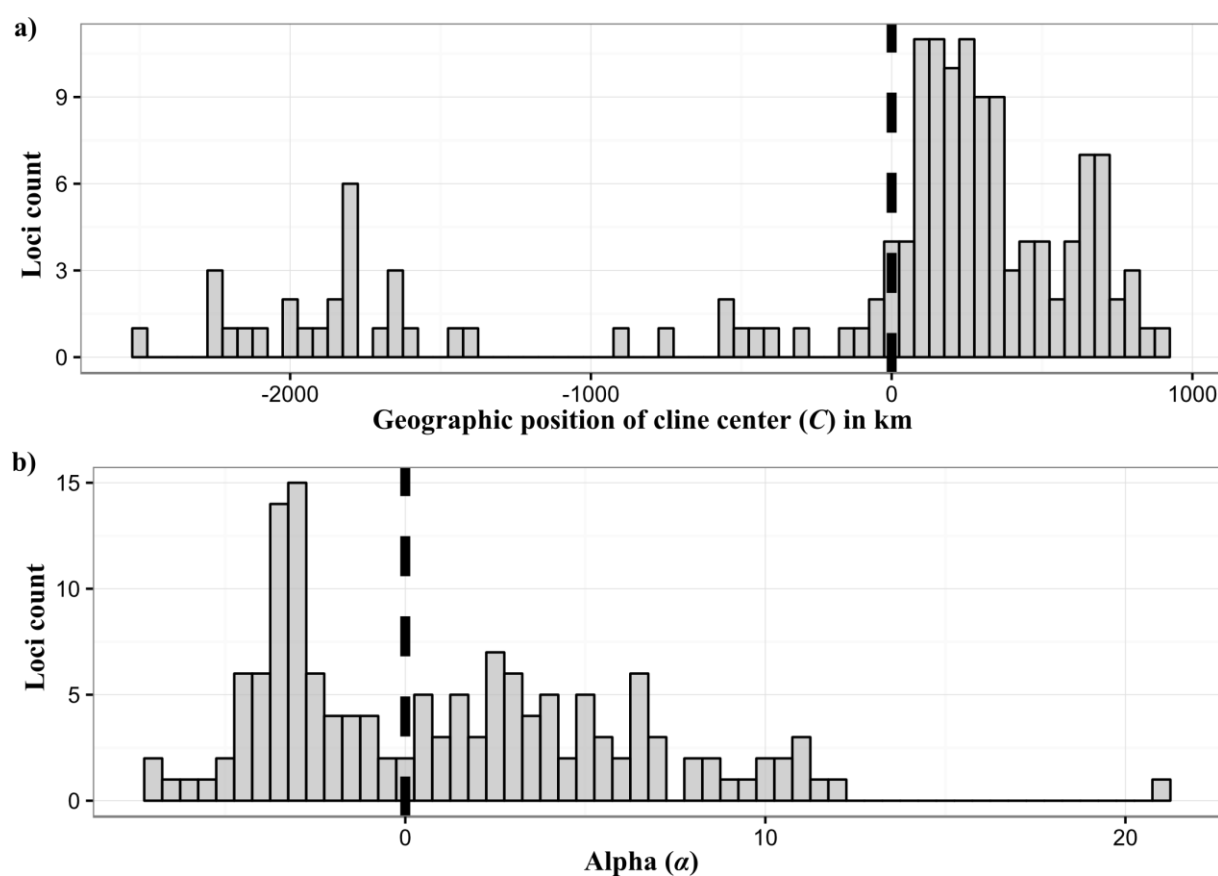 a)
9
6
3
0
Loci count
-2000 -1000 0 1000
Geographic position of cline center (C) in km
b)
15
10
5
0
Loci count
0 10 20
Alpha (α)